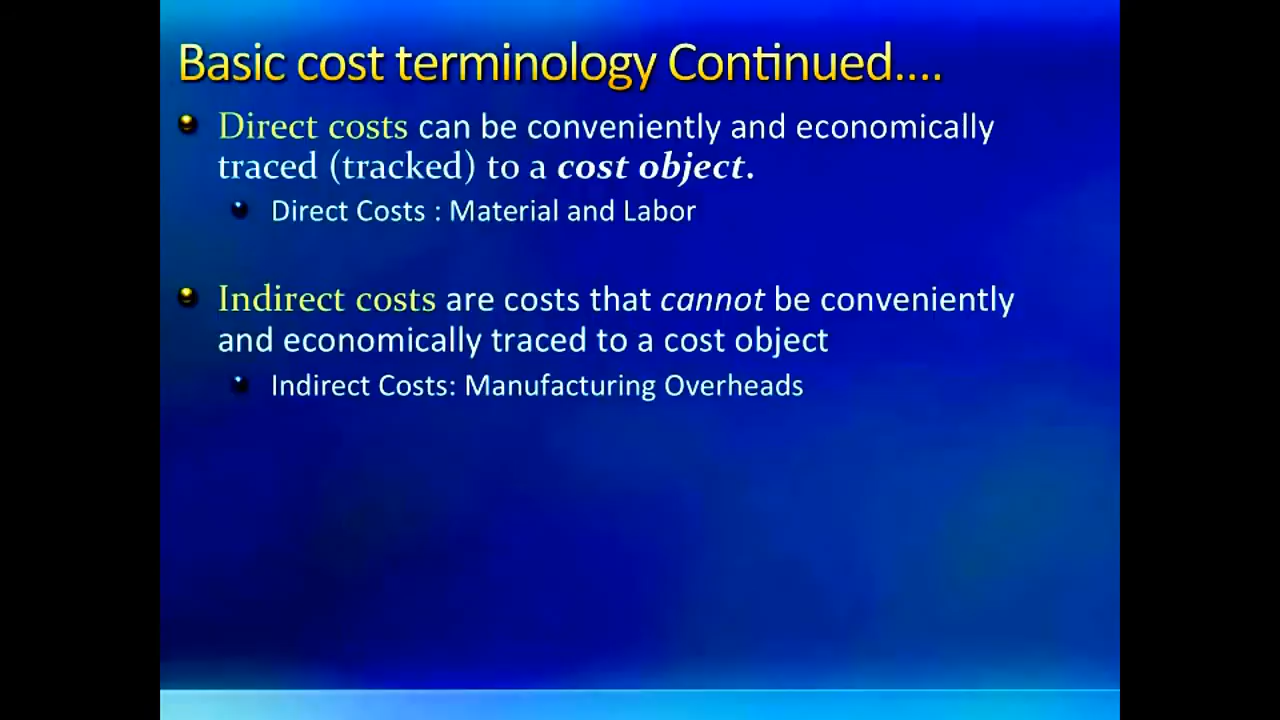 Basic cost terminology Continued....
Direct costs can be conveniently and economically
traced (tracked) to a cost object.
Direct Costs : Material and Labor
Indirect costs are costs that cannot be conveniently
and economically traced to a cost object
Indirect Costs: Manufacturing Overheads